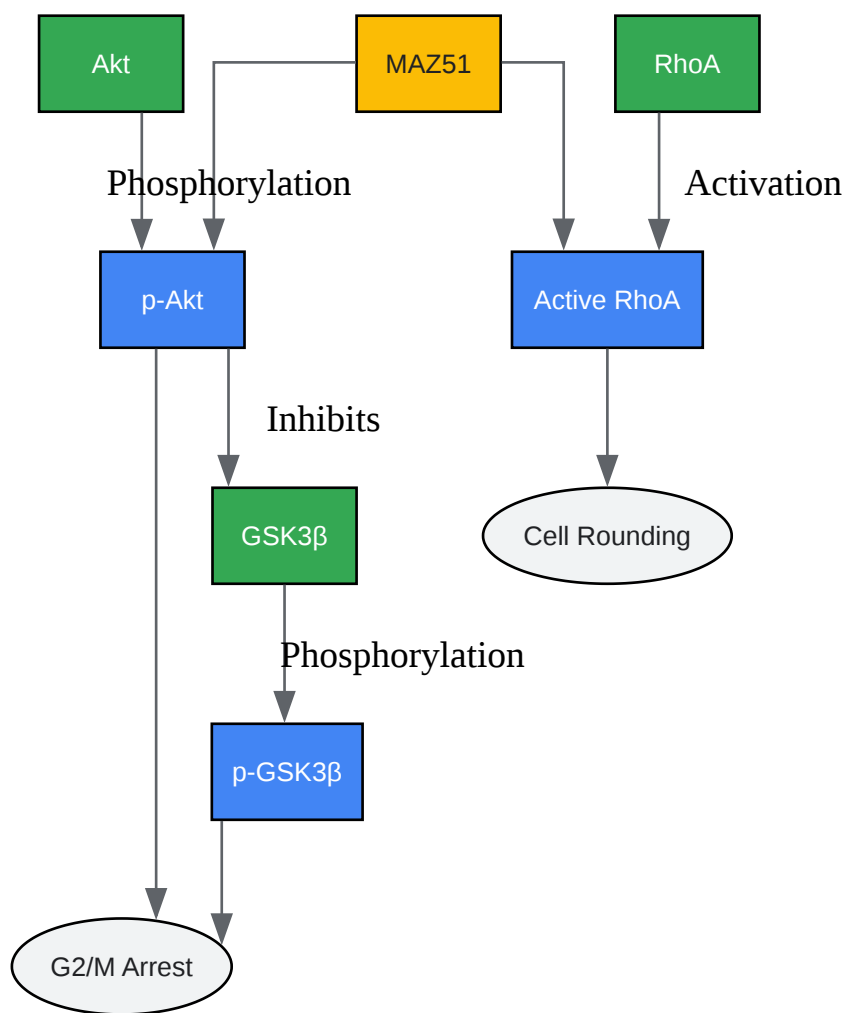 Akt
MAZ51
RhoA
Phosphorylation
Activation
p-Akt
Active RhoA
Inhibits
GSK3β
Cell Rounding
Phosphorylation
p-GSK3β
G2/M Arrest